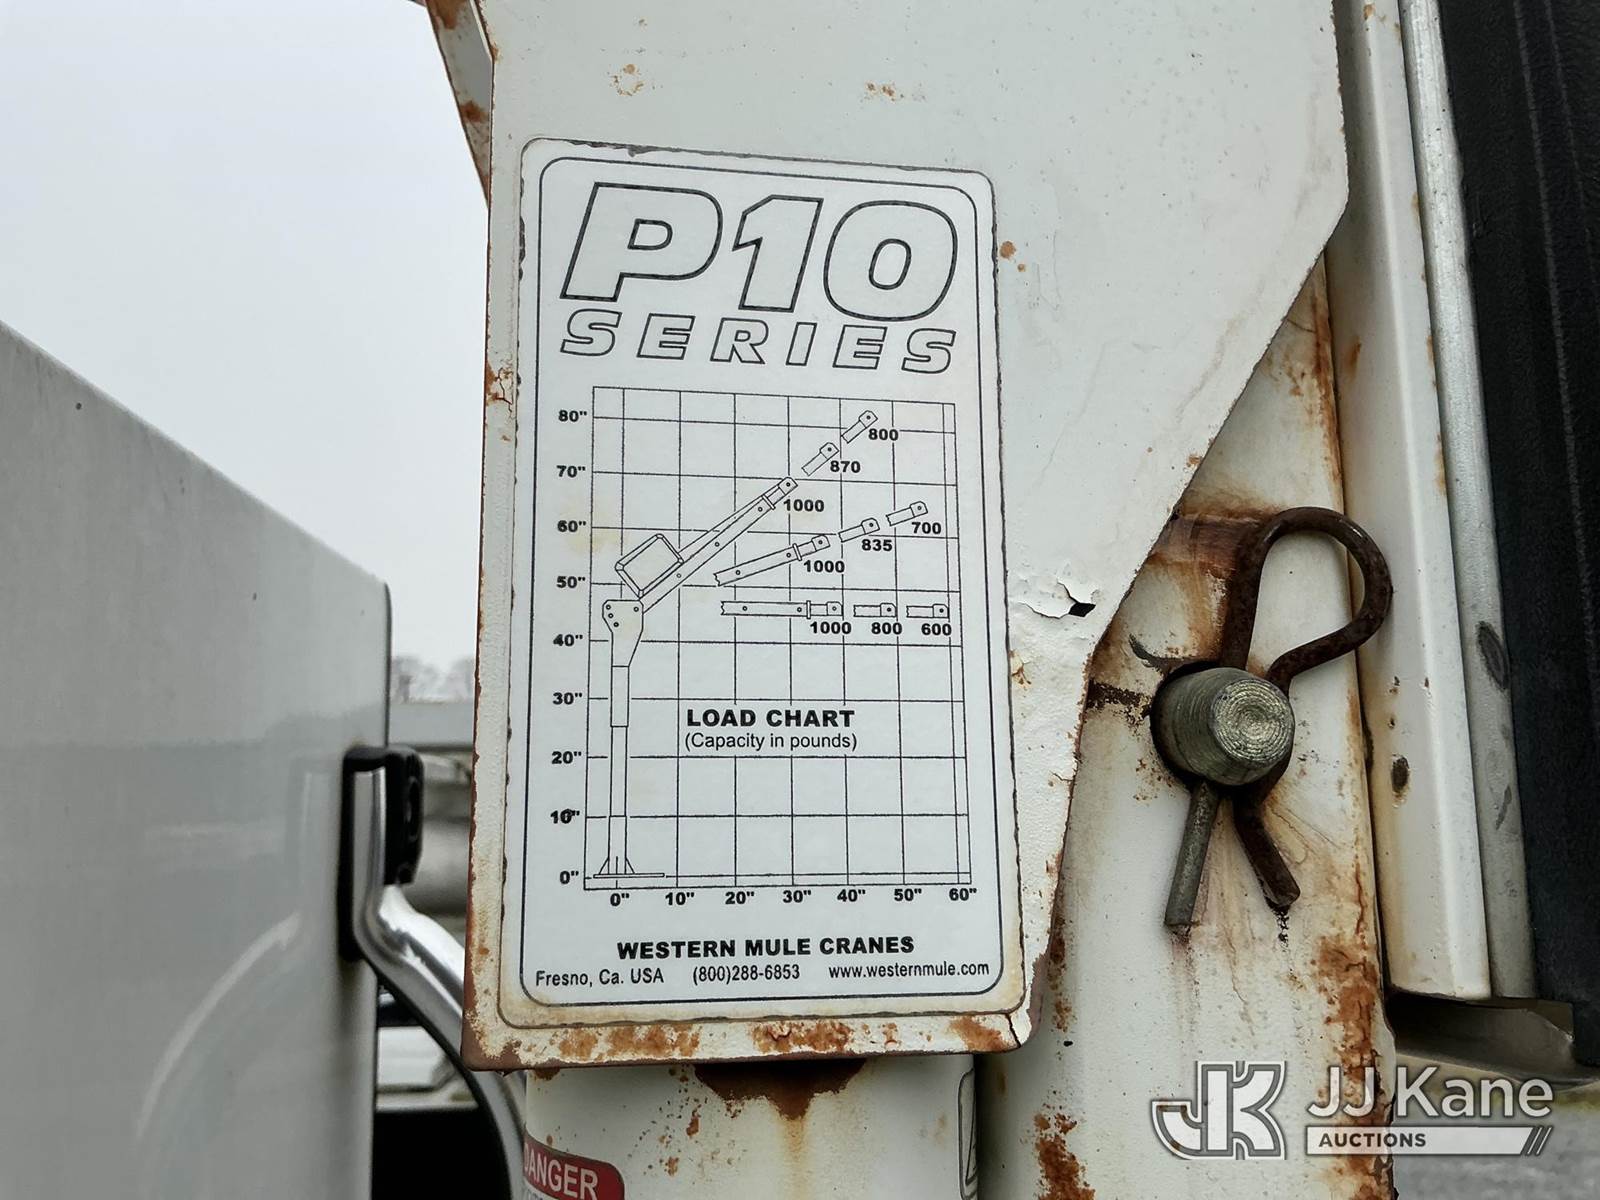 P10
SERIES
80"
800
70"
870
1000
60"
700
835
1000
50"
1000 800 600
40"
30"
LOAD CHART
(Capacity in pounds)
20"
10"
0"
0" 10" 20" 30" 40" 50" 60"
WESTERN MULE CRANES
Fresno, Ca. USA (800)288-6853 www.westernmule.com
DANGER
JK JJ Kane
AUCTIONS